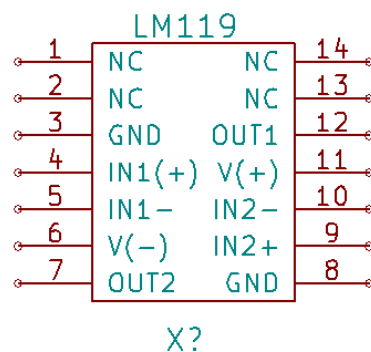 LM119
1 NC NC 14
2 NC NC 13
3 GND OUT1 12
4 IN1(+) V(+) 11
5 IN1- IN2- 10
6 V(-) IN2+ 9
7 OUT2 GND 8
X?